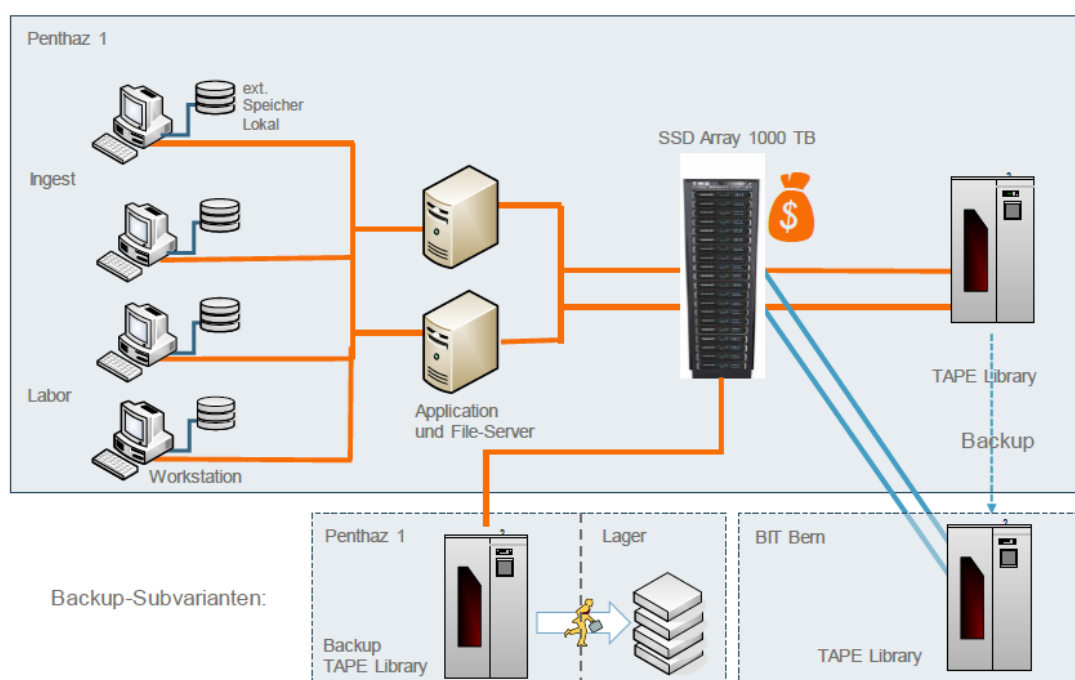 Penthaz 1
ext.
Speicher
Lokal
SSD Array 1000 TB
$
Ingest
Labor
Workstation
Application
und File-Server
TAPE Library
Backup
Backup-Subvarianten:
Penthaz 1
Lager
Backup
TAPE Library
BIT Bern
TAPE Library